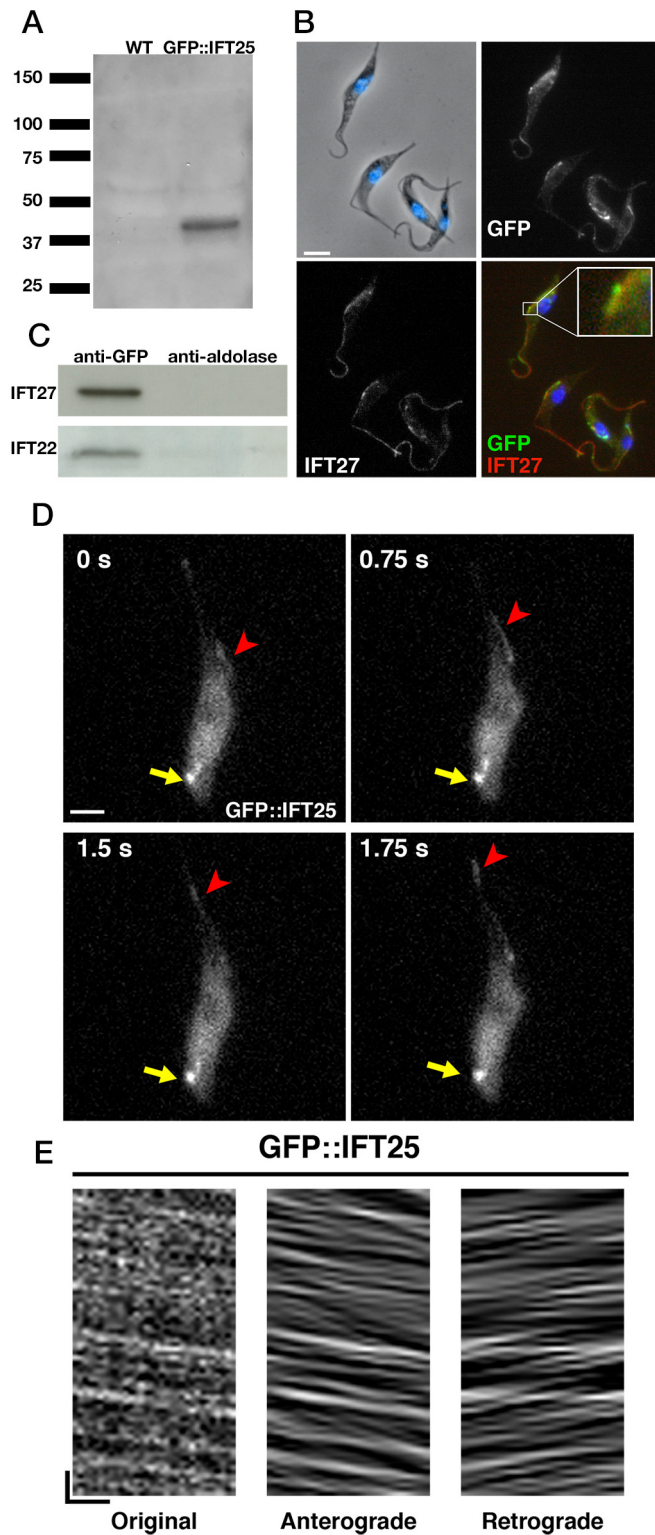 A
WT GFP::IFT25
150
100
75
50
37
25
B
GFP
IFT27
GFP
IFT27
C
anti-GFP anti-aldolase
IFT27
IFT22
D
0 s
0.75 s
GFP::IFT25
1.5 s
1.75 s
E
GFP::IFT25
Original Anterograde Retrograde